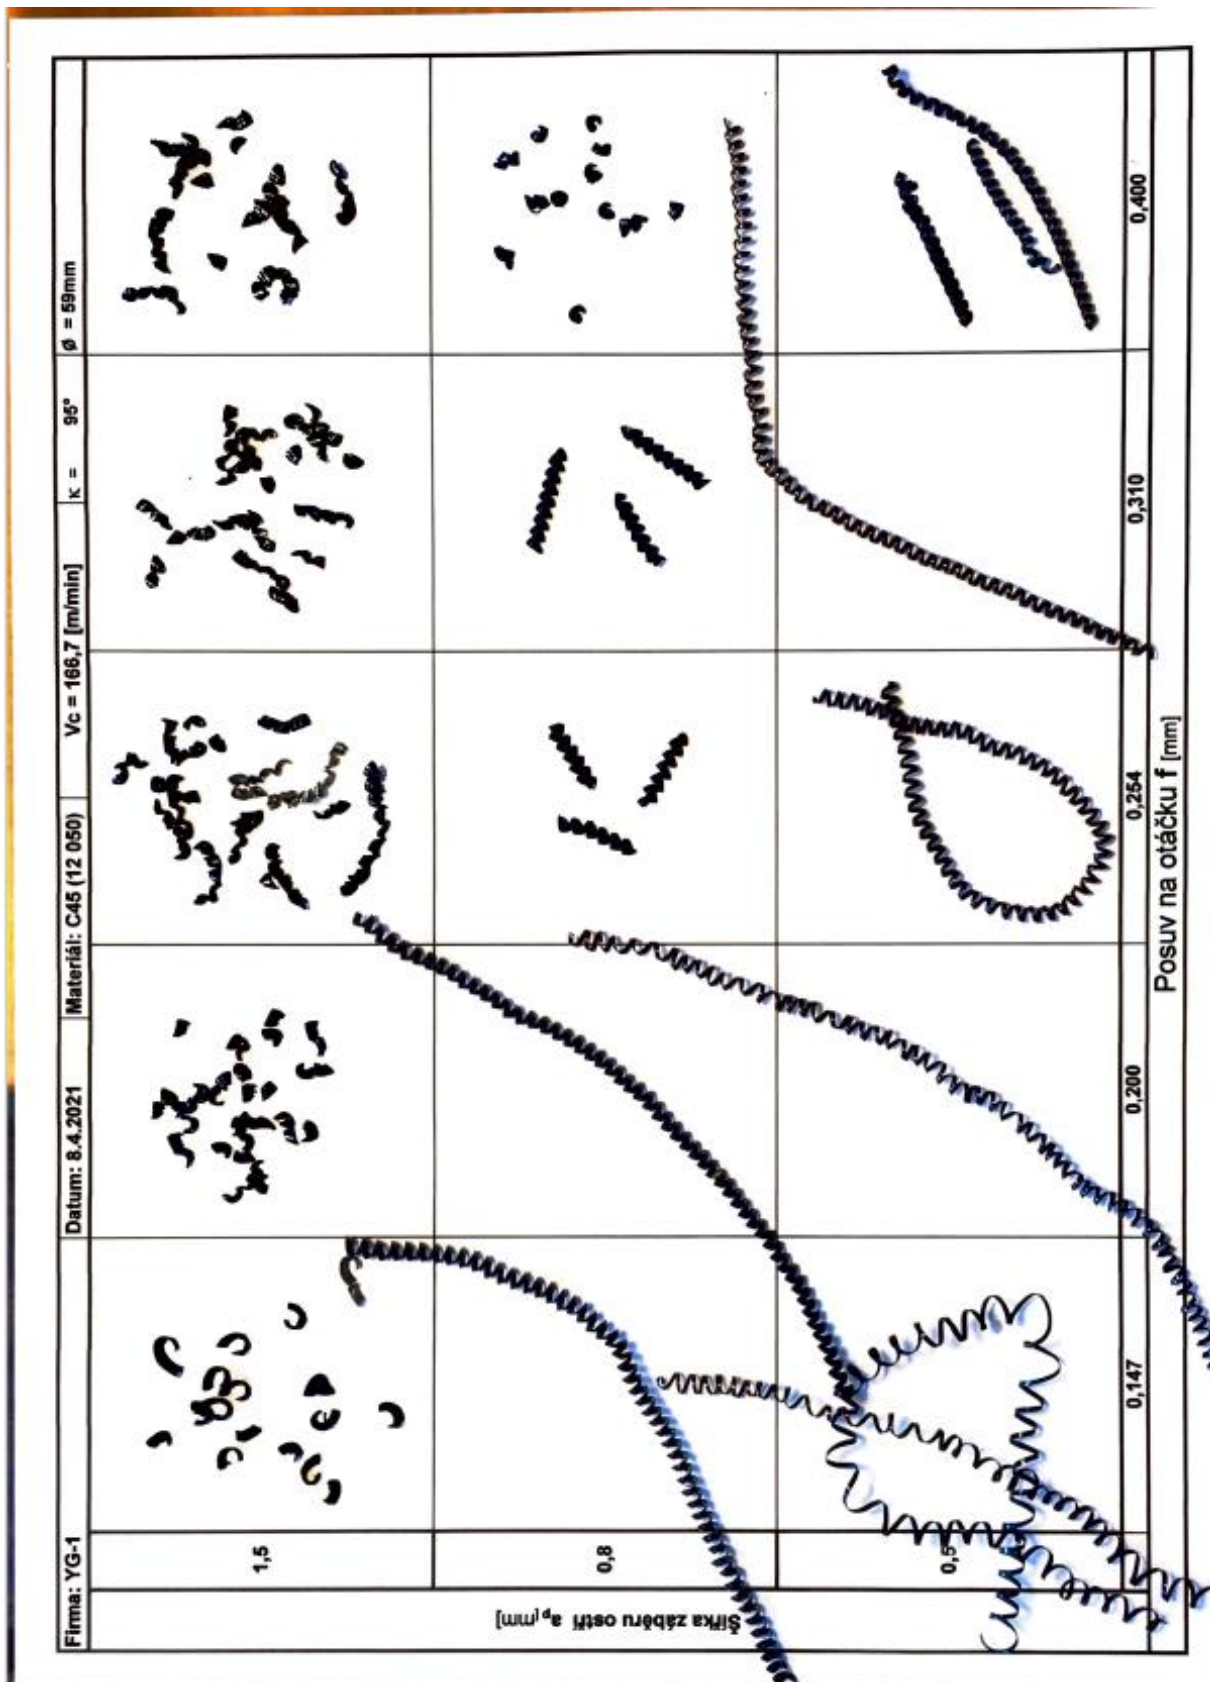 Firma: YG-1 Datum: 8.4.2021 Materiál: C45 (12 050) Vc = 166,7 [m/min] κ = 95° Ø = 59mm
Šířka záběru ostří ap [mm]
1,5
0,8
0,5
0,147 0,200 0,254 0,310 0,400
Posuv na otáčku f [mm]